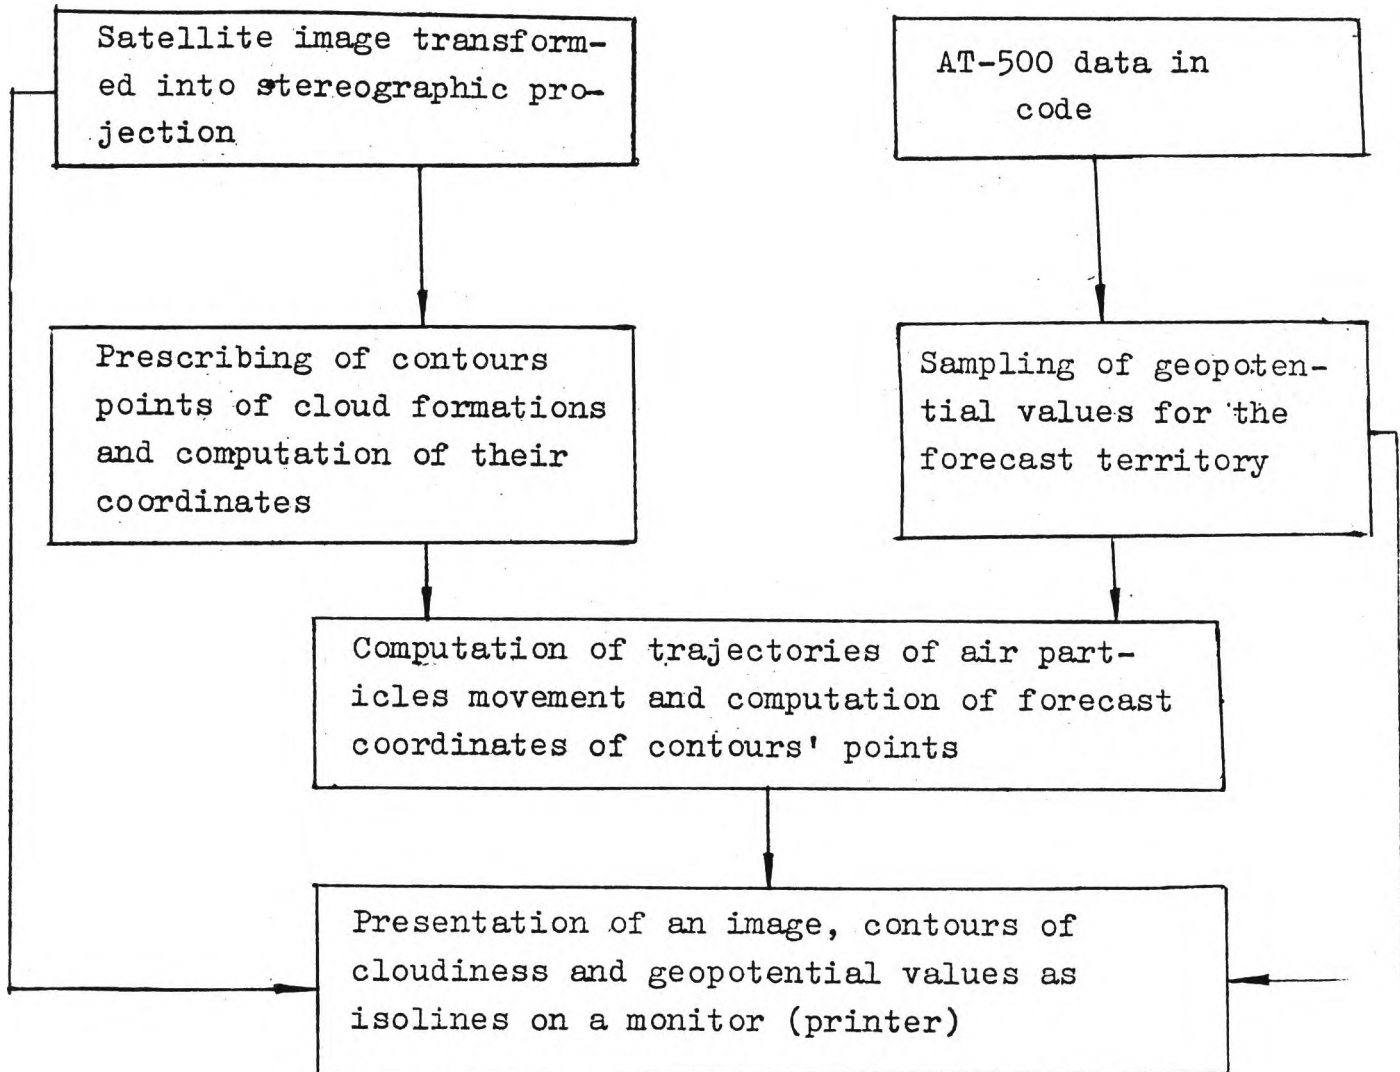 Satellite image transform-
ed into stereographic pro-
jection
AT-500 data in
code
Prescribing of contours
points of cloud formations
and computation of their
coordinates
Sampling of geopoten-
tial values for the
forecast territory
Computation of trajectories of air part-
icles movement and computation of forecast
coordinates of contours' points
Presentation of an image, contours of
cloudiness and geopotential values as
isolines on a monitor (printer)